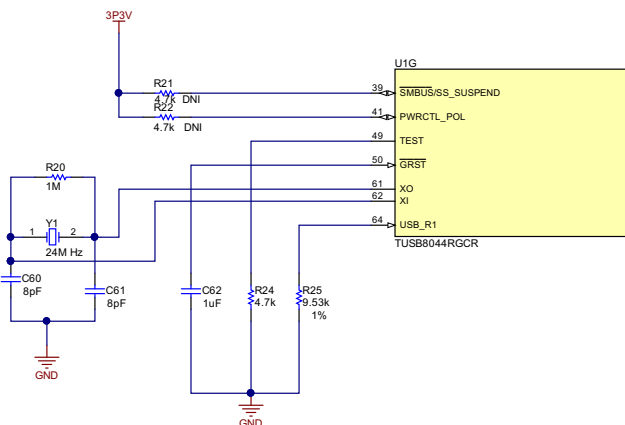 3P3V
U1G
R21
4.7k DNI
R22
4.7k DNI
39 SMBUS/SS_SUSPEND
41 PWRCTL_POL
49 TEST
50 GRST
61 XO
62 XI
64 USB_R1
TUSB8044RGCR
R20
1M
Y1
1 2
24M Hz
C60
8pF
C61
8pF
C62
1uF
R24
4.7k
R25
9.53k
1%
GND
GND